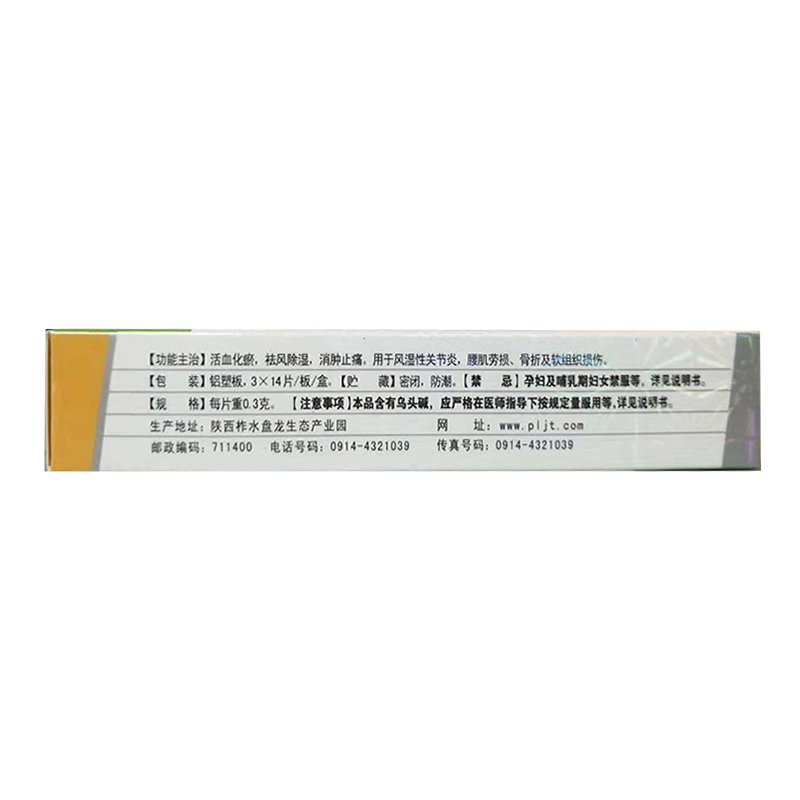 【功能主治】活血化瘀，祛风除湿，消肿止痛。用于风湿性关节炎，腰肌劳损、骨折及软组织损伤。
【包　装】铝塑板，3×14片/板/盒。【贮　藏】密闭，防潮。【禁　忌】孕妇及哺乳期妇女禁服等，详见说明书。
【规　格】每片重0.3克。【注意事项】本品含有乌头碱，应严格在医师指导下按规定量服用等，详见说明书。
生产地址：陕西柞水盘龙生态产业园　网　址：www.pljt.com
邮政编码：711400　电话号码：0914-4321039　传真号码：0914-4321039